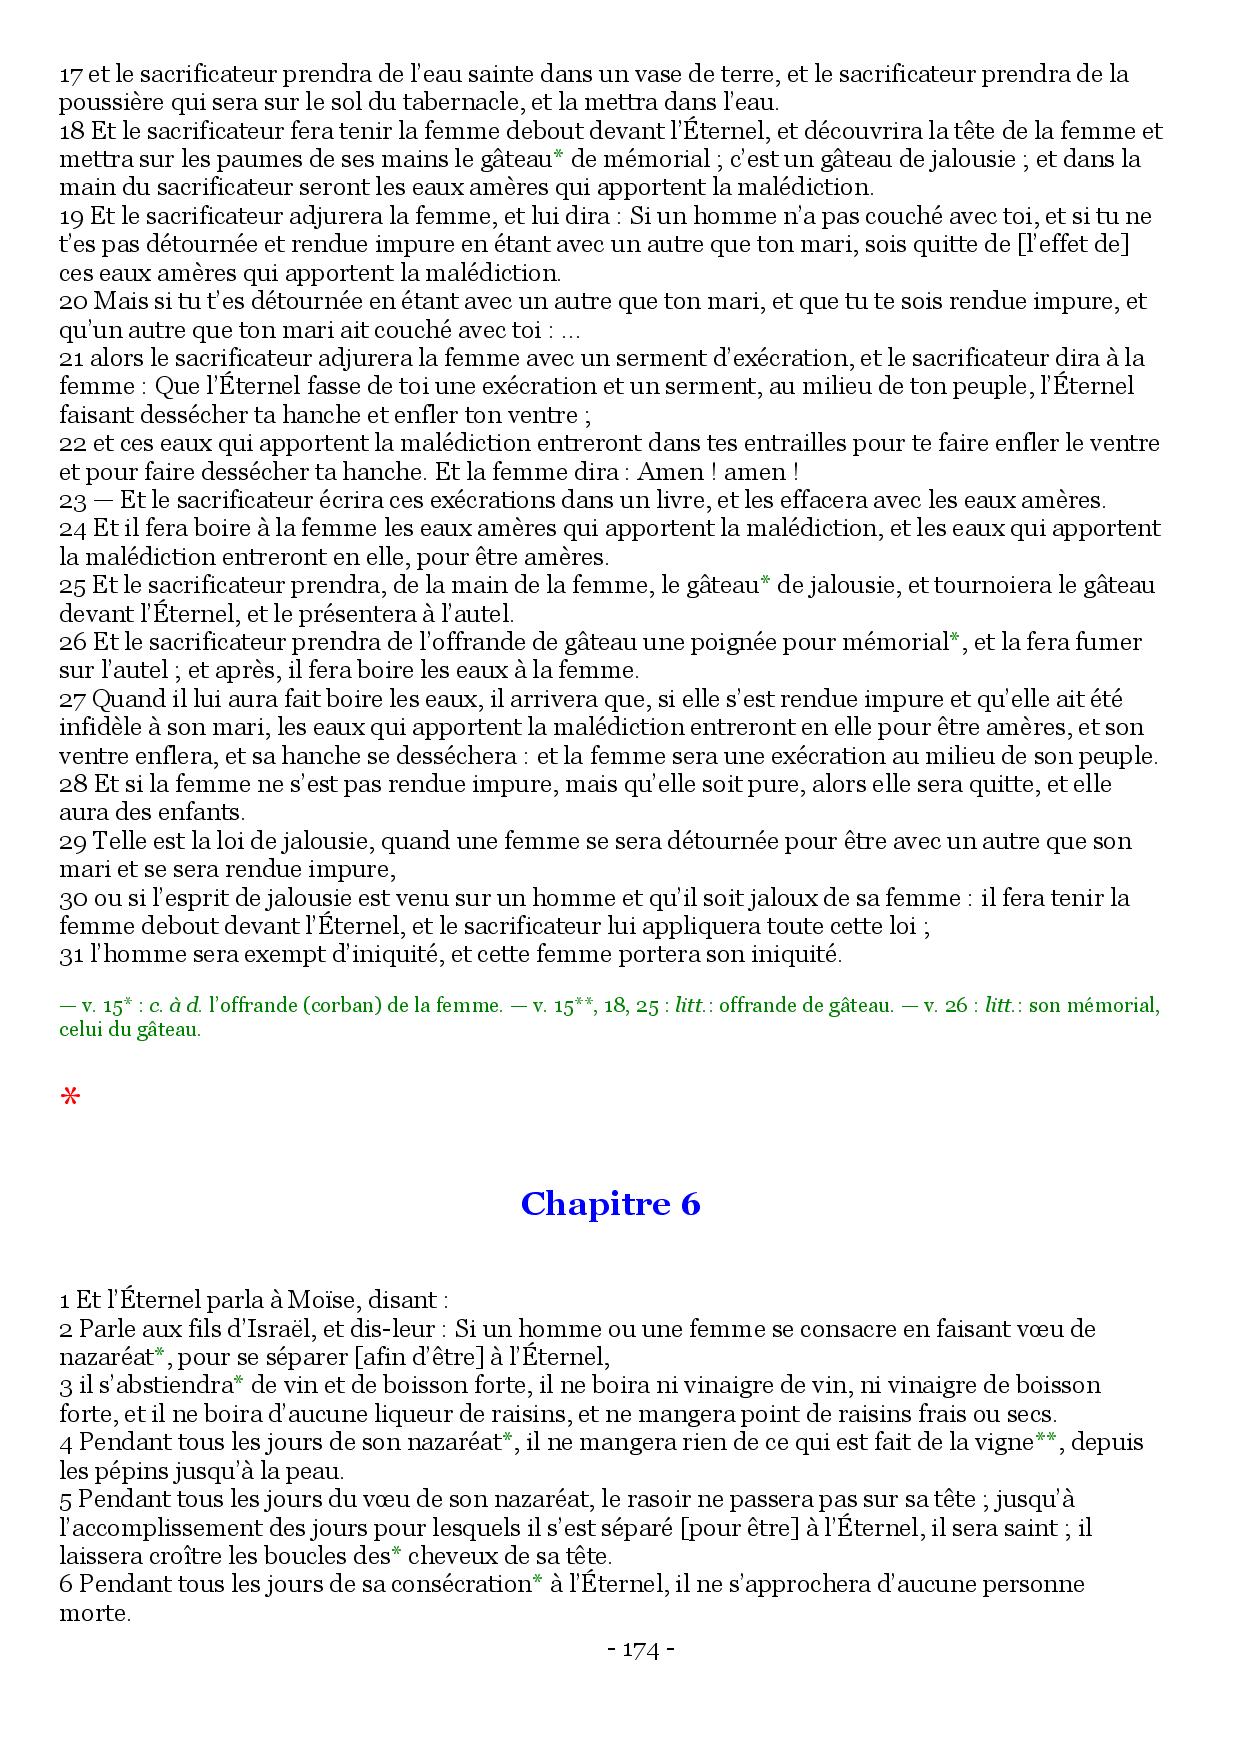 17 et le sacrificateur prendra de l’eau sainte dans un vase de terre, et le sacrificateur prendra de la
poussière qui sera sur le sol du tabernacle, et la mettra dans l’eau.
18 Et le sacrificateur fera tenir la femme debout devant l’Éternel, et découvrira la tête de la femme et
mettra sur les paumes de ses mains le gâteau* de mémorial ; c’est un gâteau de jalousie ; et dans la
main du sacrificateur seront les eaux amères qui apportent la malédiction.
19 Et le sacrificateur adjurera la femme, et lui dira : Si un homme n’a pas couché avec toi, et si tu ne
t’es pas détournée et rendue impure en étant avec un autre que ton mari, sois quitte de [l’effet de]
ces eaux amères qui apportent la malédiction.
20 Mais si tu t’es détournée en étant avec un autre que ton mari, et que tu te sois rendue impure, et
qu’un autre que ton mari ait couché avec toi : …
21 alors le sacrificateur adjurera la femme avec un serment d’exécration, et le sacrificateur dira à la
femme : Que l’Éternel fasse de toi une exécration et un serment, au milieu de ton peuple, l’Éternel
faisant dessécher ta hanche et enfler ton ventre ;
22 et ces eaux qui apportent la malédiction entreront dans tes entrailles pour te faire enfler le ventre
et pour faire dessécher ta hanche. Et la femme dira : Amen ! amen !
23 — Et le sacrificateur écrira ces exécrations dans un livre, et les effacera avec les eaux amères.
24 Et il fera boire à la femme les eaux amères qui apportent la malédiction, et les eaux qui apportent
la malédiction entreront en elle, pour être amères.
25 Et le sacrificateur prendra, de la main de la femme, le gâteau* de jalousie, et tournoiera le gâteau
devant l’Éternel, et le présentera à l’autel.
26 Et le sacrificateur prendra de l’offrande de gâteau une poignée pour mémorial*, et la fera fumer
sur l’autel ; et après, il fera boire les eaux à la femme.
27 Quand il lui aura fait boire les eaux, il arrivera que, si elle s’est rendue impure et qu’elle ait été
infidèle à son mari, les eaux qui apportent la malédiction entreront en elle pour être amères, et son
ventre enflera, et sa hanche se desséchera : et la femme sera une exécration au milieu de son peuple.
28 Et si la femme ne s’est pas rendue impure, mais qu’elle soit pure, alors elle sera quitte, et elle
aura des enfants.
29 Telle est la loi de jalousie, quand une femme se sera détournée pour être avec un autre que son
mari et se sera rendue impure,
30 ou si l’esprit de jalousie est venu sur un homme et qu’il soit jaloux de sa femme : il fera tenir la
femme debout devant l’Éternel, et le sacrificateur lui appliquera toute cette loi ;
31 l’homme sera exempt d’iniquité, et cette femme portera son iniquité.
— v. 15* : c. à d. l’offrande (corban) de la femme. — v. 15**, 18, 25 : litt.: offrande de gâteau. — v. 26 : litt.: son mémorial,
celui du gâteau.
*
Chapitre 6
1 Et l’Éternel parla à Moïse, disant :
2 Parle aux fils d’Israël, et dis-leur : Si un homme ou une femme se consacre en faisant vœu de
nazaréat*, pour se séparer [afin d’être] à l’Éternel,
3 il s’abstiendra* de vin et de boisson forte, il ne boira ni vinaigre de vin, ni vinaigre de boisson
forte, et il ne boira d’aucune liqueur de raisins, et ne mangera point de raisins frais ou secs.
4 Pendant tous les jours de son nazaréat*, il ne mangera rien de ce qui est fait de la vigne**, depuis
les pépins jusqu’à la peau.
5 Pendant tous les jours du vœu de son nazaréat, le rasoir ne passera pas sur sa tête ; jusqu’à
l’accomplissement des jours pour lesquels il s’est séparé [pour être] à l’Éternel, il sera saint ; il
laissera croître les boucles des* cheveux de sa tête.
6 Pendant tous les jours de sa consécration* à l’Éternel, il ne s’approchera d’aucune personne
morte.
- 174 -